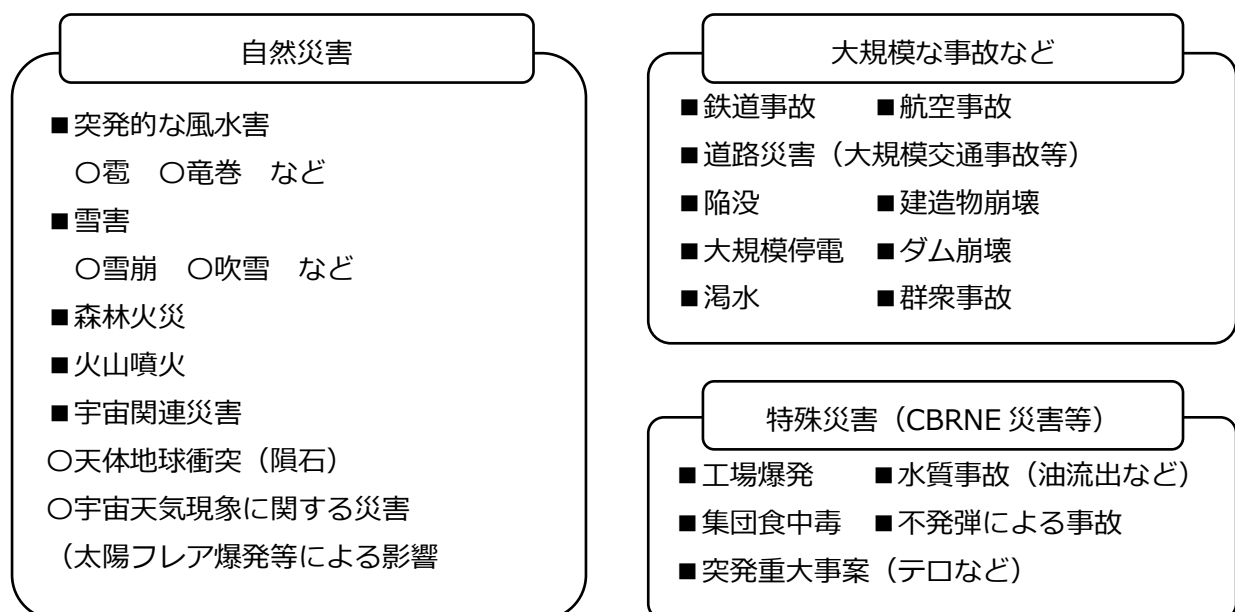 自然災害
■突発的な風水害
〇雹　〇竜巻　など
■雪害
〇雪崩　〇吹雪　など
■森林火災
■火山噴火
■宇宙関連災害
〇天体地球衝突（隕石）
〇宇宙天気現象に関する災害
（太陽フレア爆発等による影響
大規模な事故など
■鉄道事故　■航空事故
■道路災害（大規模交通事故等）
■陥没　■建造物崩壊
■大規模停電　■ダム崩壊
■渇水　■群衆事故
特殊災害（CBRNE 災害等）
■工場爆発　■水質事故（油流出など）
■集団食中毒　■不発弾による事故
■突発重大事案（テロなど）